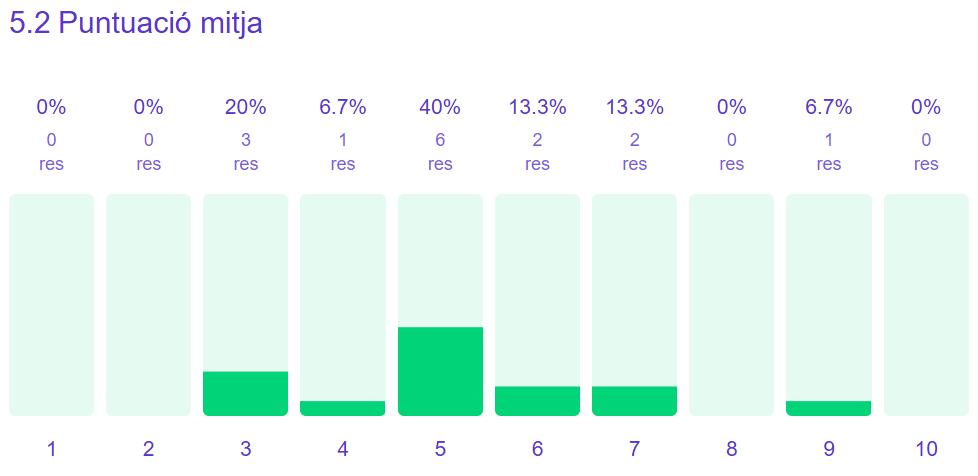 5.2 Puntuació mitja
0% 0% 20% 6.7% 40% 13.3% 13.3% 0% 6.7% 0%
0 0 3 1 6 2 2 0 1 0
res res res res res res res res res res
1 2 3 4 5 6 7 8 9 10